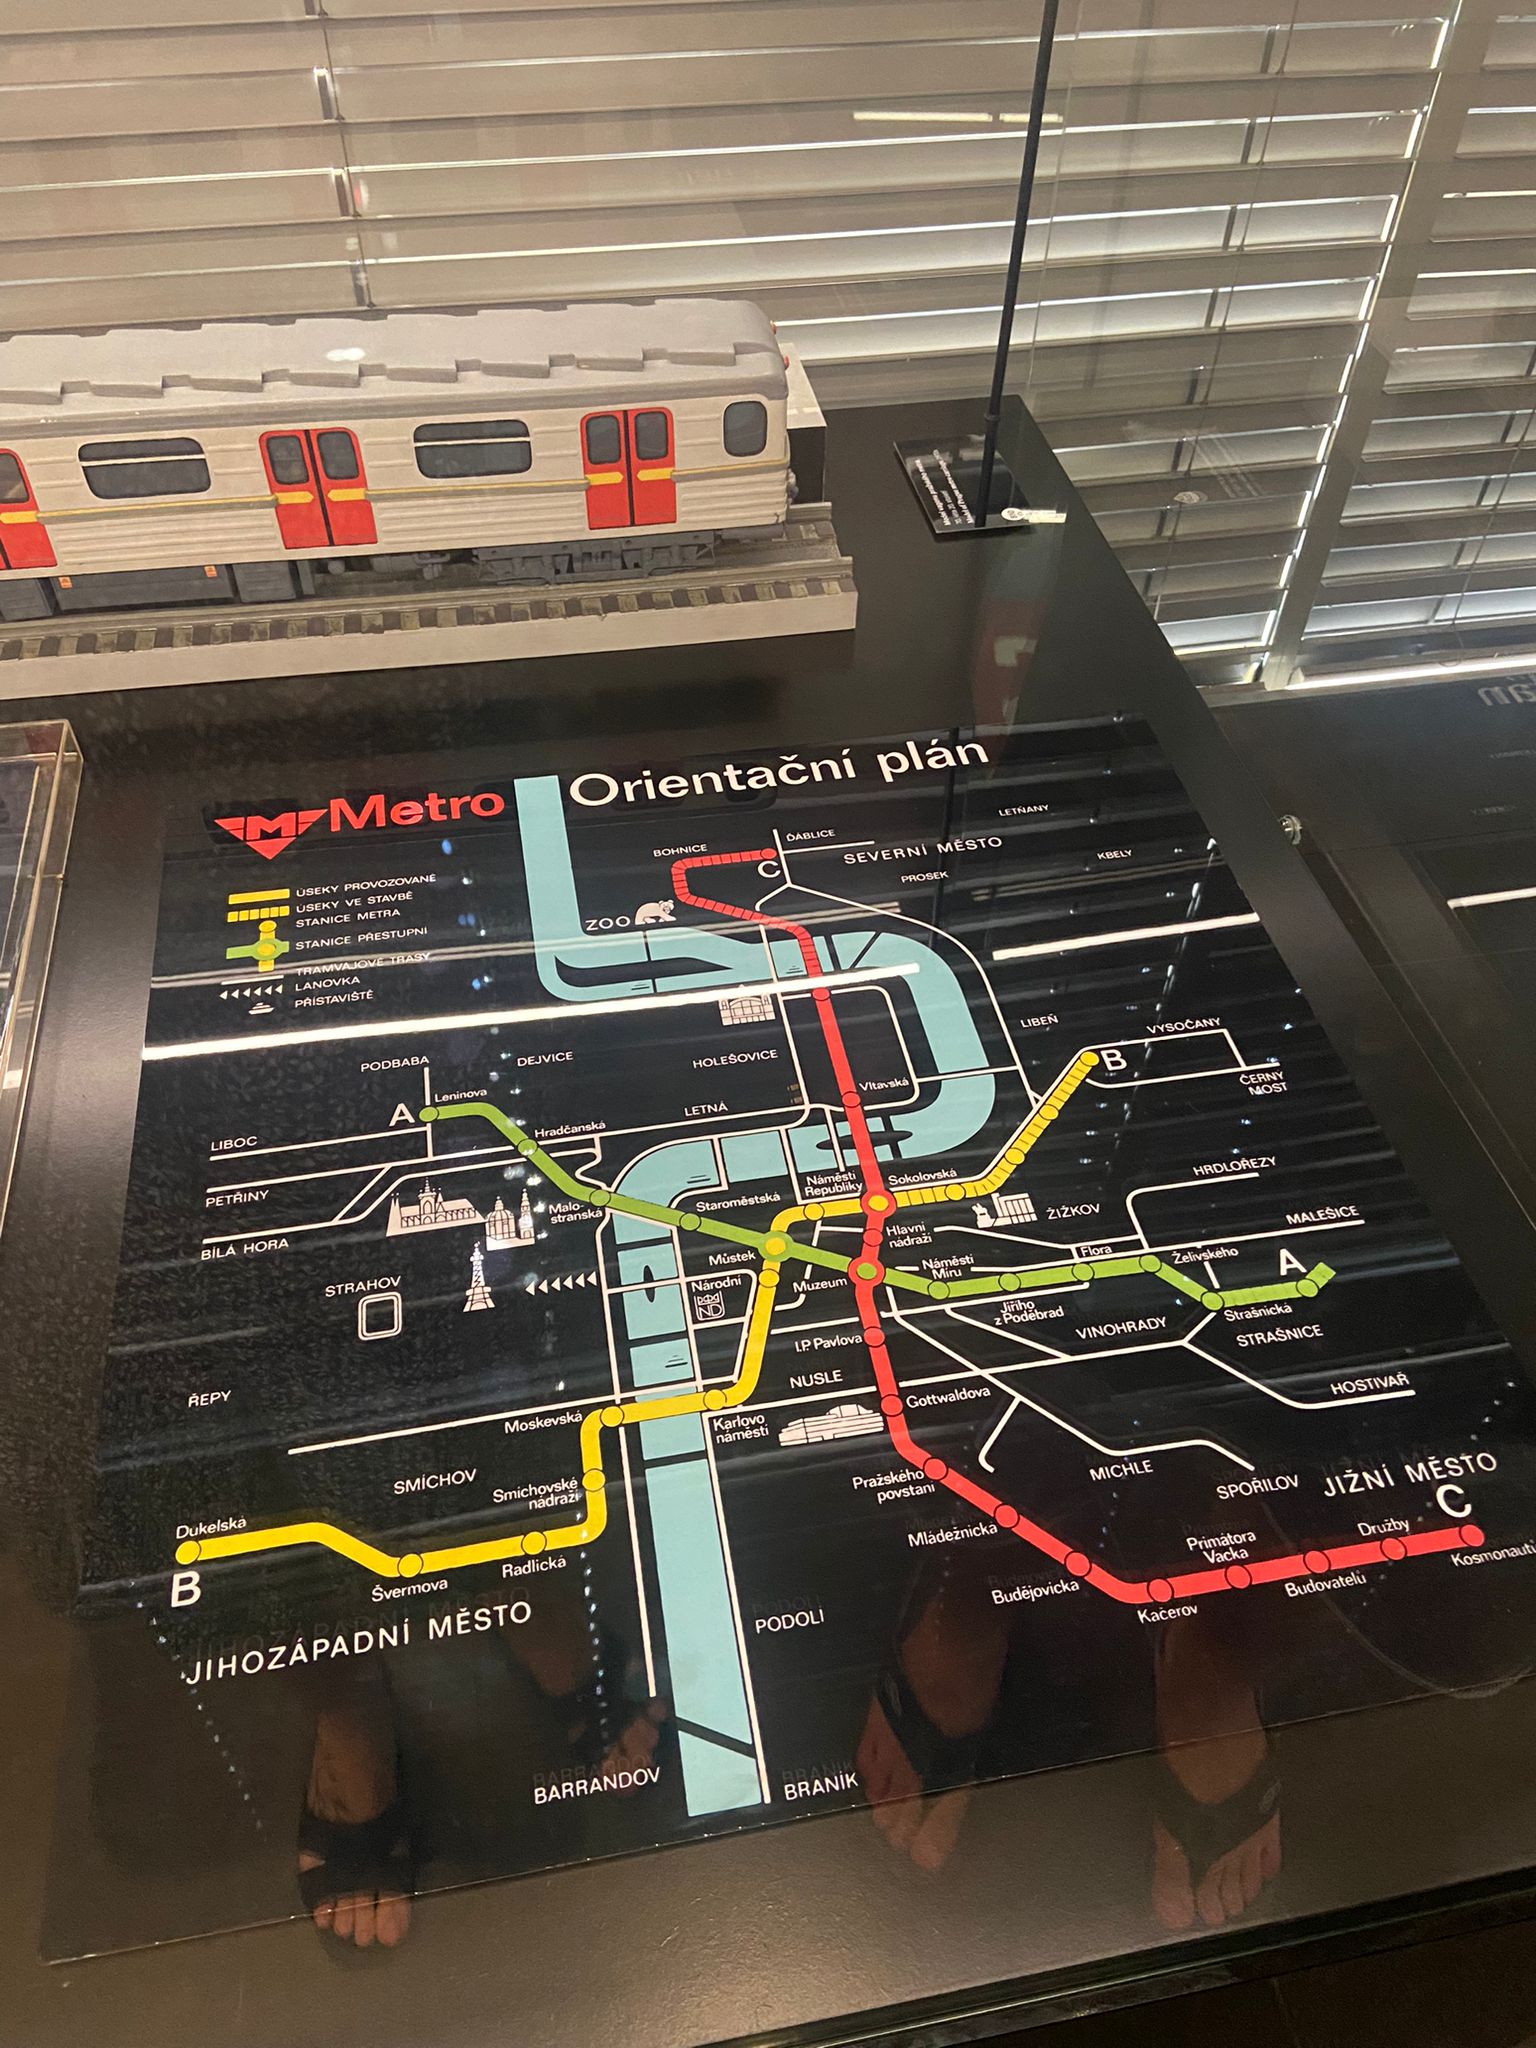 Metro
Orientační plán
ÚSEKY PROVOZOVANÉ
ÚSEKY VE STAVBĚ
STANICE METRA
STANICE PŘESTUPNÍ
TRAMVAJOVÉ TRASY
LANOVKA
PŘÍSTAVIŠTĚ
LETŇANY
ĎÁBLICE
BOHNICE
C
SEVERNÍ MĚSTO
KBELY
PROSEK
ZOO
LIBEŇ
VYSOČANY
B
ČERNÝ
MOST
PODBABA
DEJVICE
HOLEŠOVICE
Vltavská
LETNÁ
A
Leninova
Hradčanská
LIBOC
PETŘINY
BÍLÁ HORA
Malo-
stranská
Staroměstská
Náměstí
Republiky
Sokolovská
HRDLOŘEZY
ŽIŽKOV
MALEŠICE
Hlavní
nádraží
Můstek
Muzeum
Náměstí
Míru
Flora
Želivského
A
STRAHOV
Národní
ND
Jiřího
z Poděbrad
Strašnická
I.P. Pavlova
VINOHRADY
STRAŠNICE
ŘEPY
NUSLE
Gottwaldova
HOSTIVAŘ
Moskevská
Karlovo
náměstí
SMÍCHOV
Smíchovské
nádraží
Pražského
povstání
MICHLE
SPOŘILOV
JIŽNÍ MĚSTO
C
Dukelská
B
Švermova
Radlická
Mládežnická
Budějovická
Kačerov
Primátora
Vacka
Budovatelů
Družby
Kosmonautů
JIHOZÁPADNÍ MĚSTO
PODOLÍ
BARRANDOV
BRANÍK